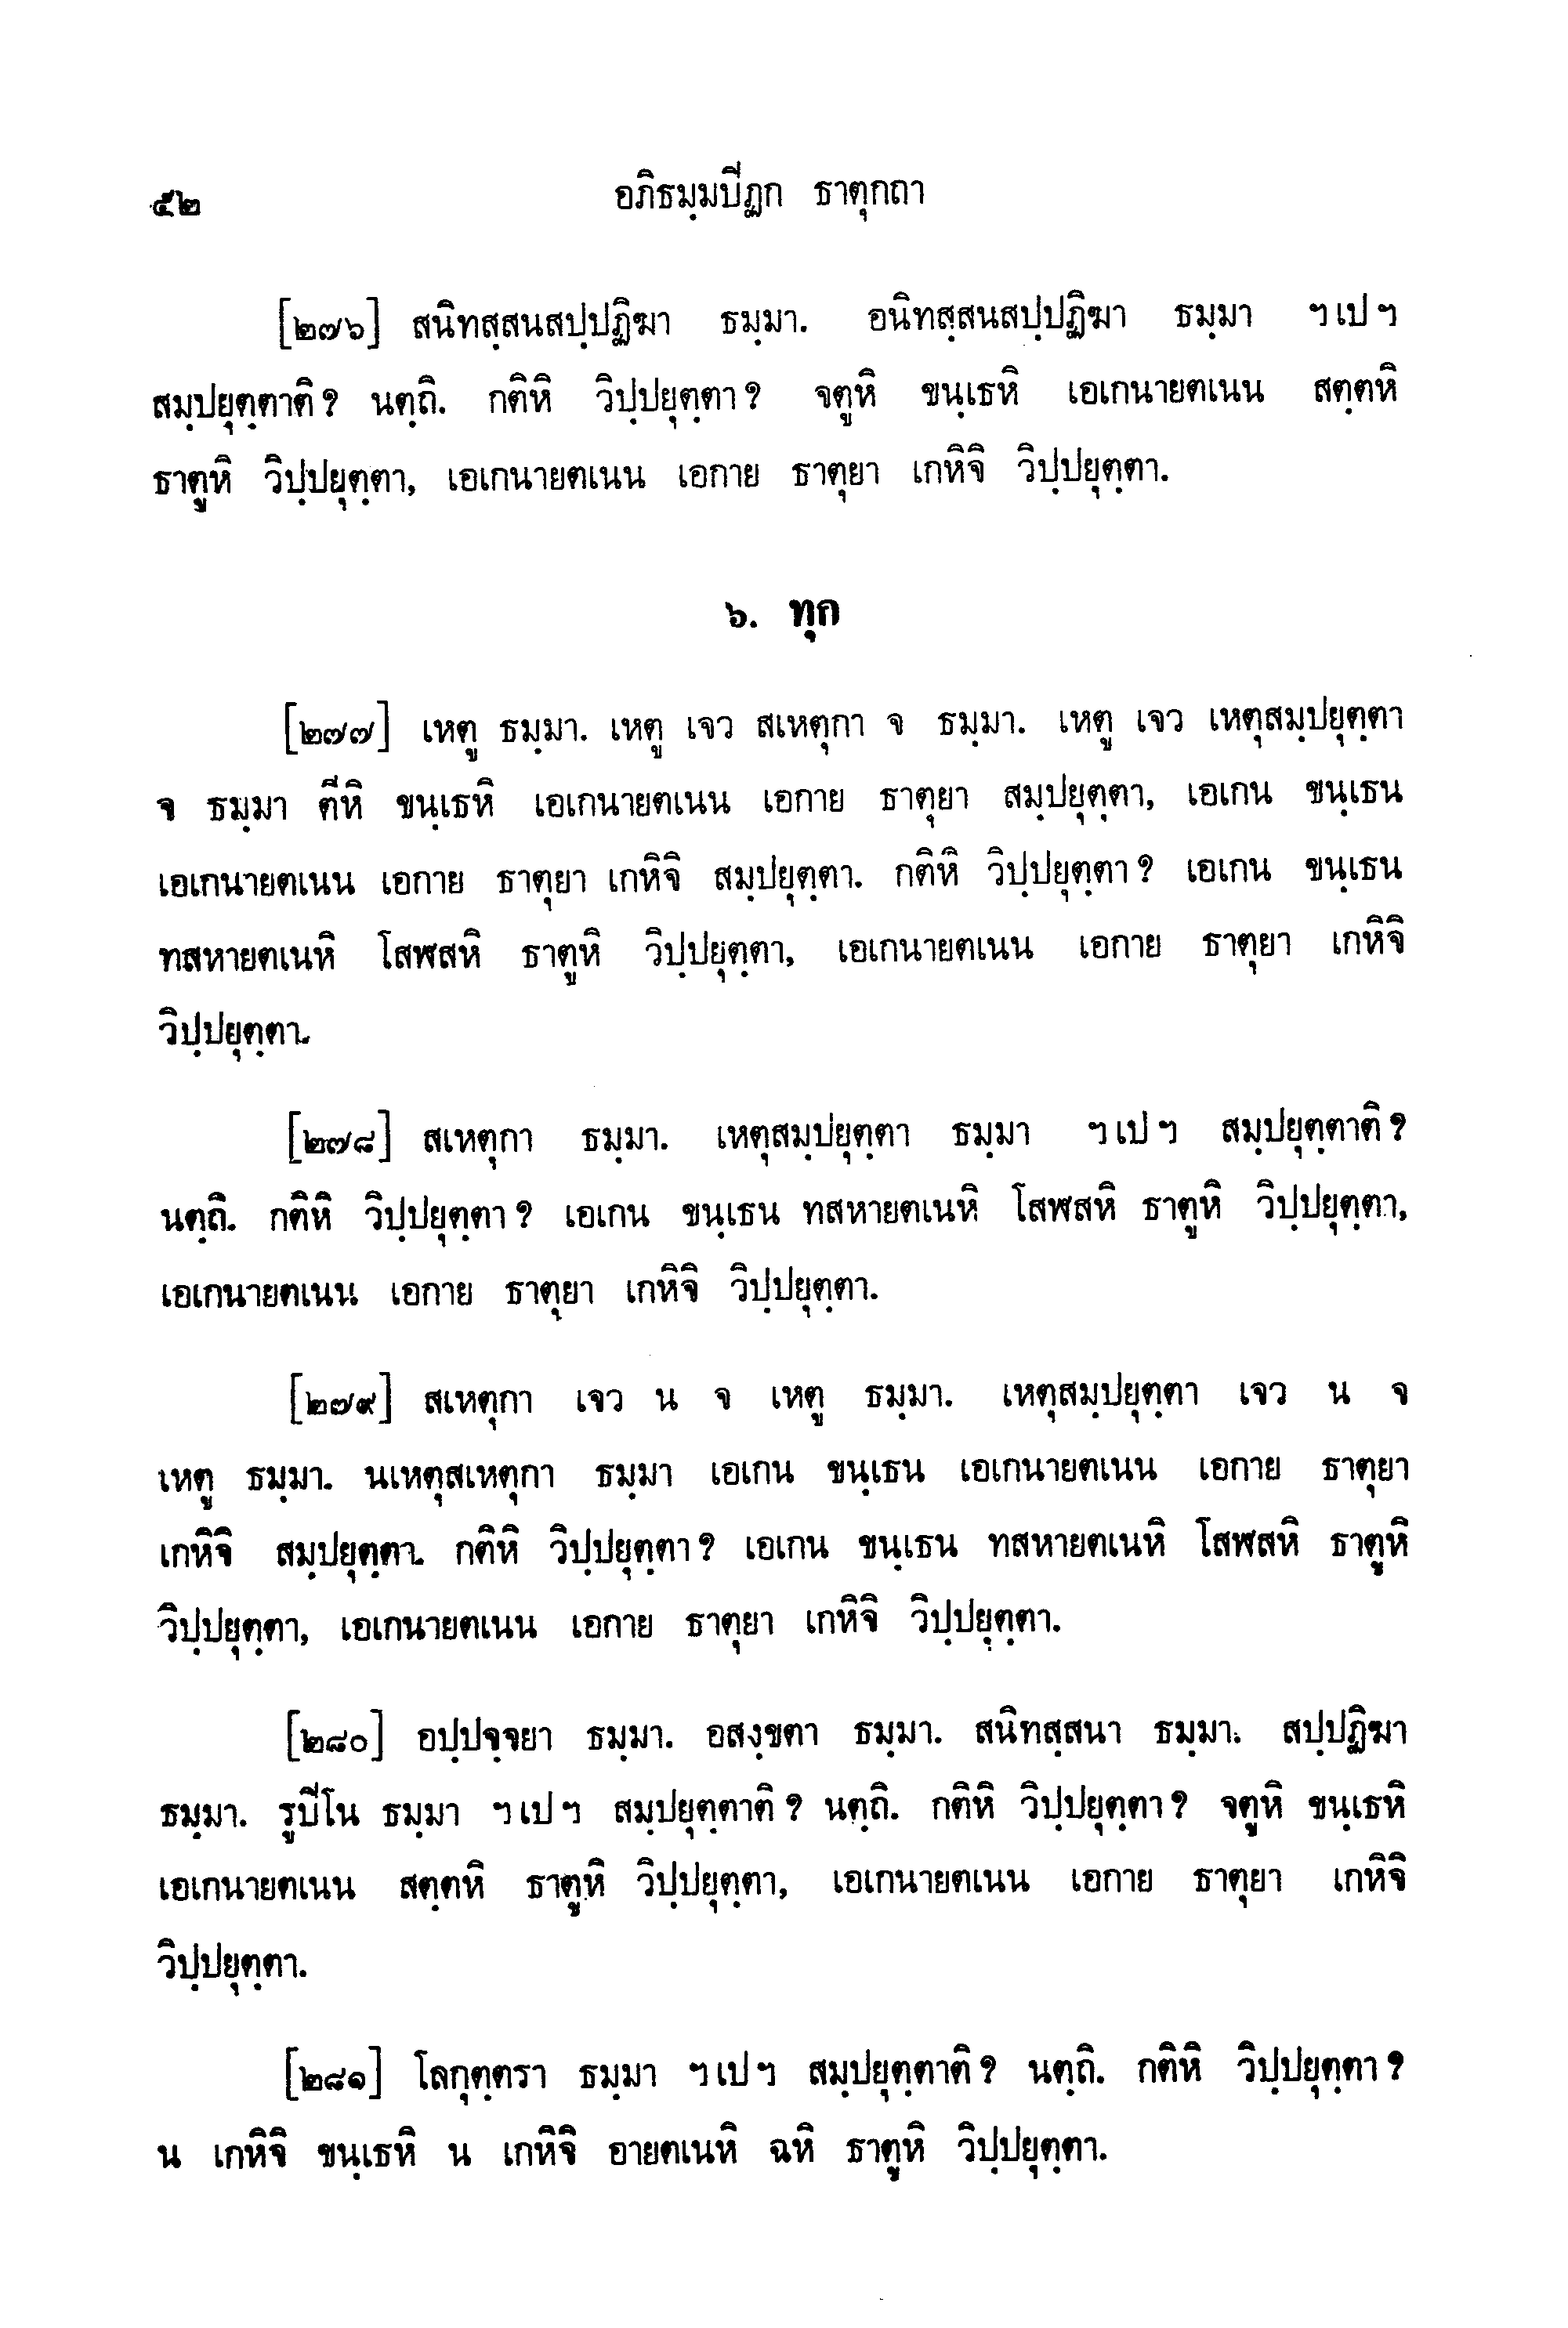 ๕๒
อภิธมฺมปิฏก ธาตุกถา
[๒๗๖] สนิทสฺสนสปฺปฏิฆา ธมฺมา. อนิทสฺสนสปฺปฏิฆา ธมฺมา ฯเปฯ
สมฺปยุตฺตาติ? นตฺถิ. กติหิ วิปฺปยุตฺตา? จตูหิ ขนฺเธหิ เอเกนายตเนน สตฺตหิ
ธาตูหิ วิปฺปยุตฺตา, เอเกนายตเนน เอกาย ธาตุยา เกหิจิ วิปฺปยุตฺตา.
๖. ทุก
[๒๗๗] เหตู ธมฺมา. เหตู เจว สเหตุกา จ ธมฺมา. เหตู เจว เหตุสมฺปยุตฺตา
จ ธมฺมา ตีหิ ขนฺเธหิ เอเกนายตเนน เอกาย ธาตุยา สมฺปยุตฺตา, เอเกน ขนฺเธน
เอเกนายตเนน เอกาย ธาตุยา เกหิจิ สมฺปยุตฺตา. กติหิ วิปฺปยุตฺตา? เอเกน ขนฺเธน
ทสหายตเนหิ โสฬสหิ ธาตูหิ วิปฺปยุตฺตา, เอเกนายตเนน เอกาย ธาตุยา เกหิจิ
วิปฺปยุตฺตา.
[๒๗๘] สเหตุกา ธมฺมา. เหตุสมฺปยุตฺตา ธมฺมา ฯเปฯ สมฺปยุตฺตาติ?
นตฺถิ. กติหิ วิปฺปยุตฺตา? เอเกน ขนฺเธน ทสหายตเนหิ โสฬสหิ ธาตูหิ วิปฺปยุตฺตา,
เอเกนายตเนน เอกาย ธาตุยา เกหิจิ วิปฺปยุตฺตา.
[๒๗๙] สเหตุกา เจว น จ เหตู ธมฺมา. เหตุสมฺปยุตฺตา เจว น จ
เหตู ธมฺมา. นเหตุสเหตุกา ธมฺมา เอเกน ขนฺเธน เอเกนายตเนน เอกาย ธาตุยา
เกหิจิ สมฺปยุตฺตา. กติหิ วิปฺปยุตฺตา? เอเกน ขนฺเธน ทสหายตเนหิ โสฬสหิ ธาตูหิ
วิปฺปยุตฺตา, เอเกนายตเนน เอกาย ธาตุยา เกหิจิ วิปฺปยุตฺตา.
[๒๘๐] อปฺปจฺจยา ธมฺมา. อสงฺขตา ธมฺมา. สนิทสฺสนา ธมฺมา. สปฺปฏิฆา
ธมฺมา. รูปิโน ธมฺมา ฯเปฯ สมฺปยุตฺตาติ? นตฺถิ. กติหิ วิปฺปยุตฺตา? จตูหิ ขนฺเธหิ
เอเกนายตเนน สตฺตหิ ธาตูหิ วิปฺปยุตฺตา, เอเกนายตเนน เอกาย ธาตุยา เกหิจิ
วิปฺปยุตฺตา.
[๒๘๑] โลกุตฺตรา ธมฺมา ฯเปฯ สมฺปยุตฺตาติ? นตฺถิ. กติหิ วิปฺปยุตฺตา?
น เกหิจิ ขนฺเธหิ น เกหิจิ อายตเนหิ ฉหิ ธาตูหิ วิปฺปยุตฺตา.